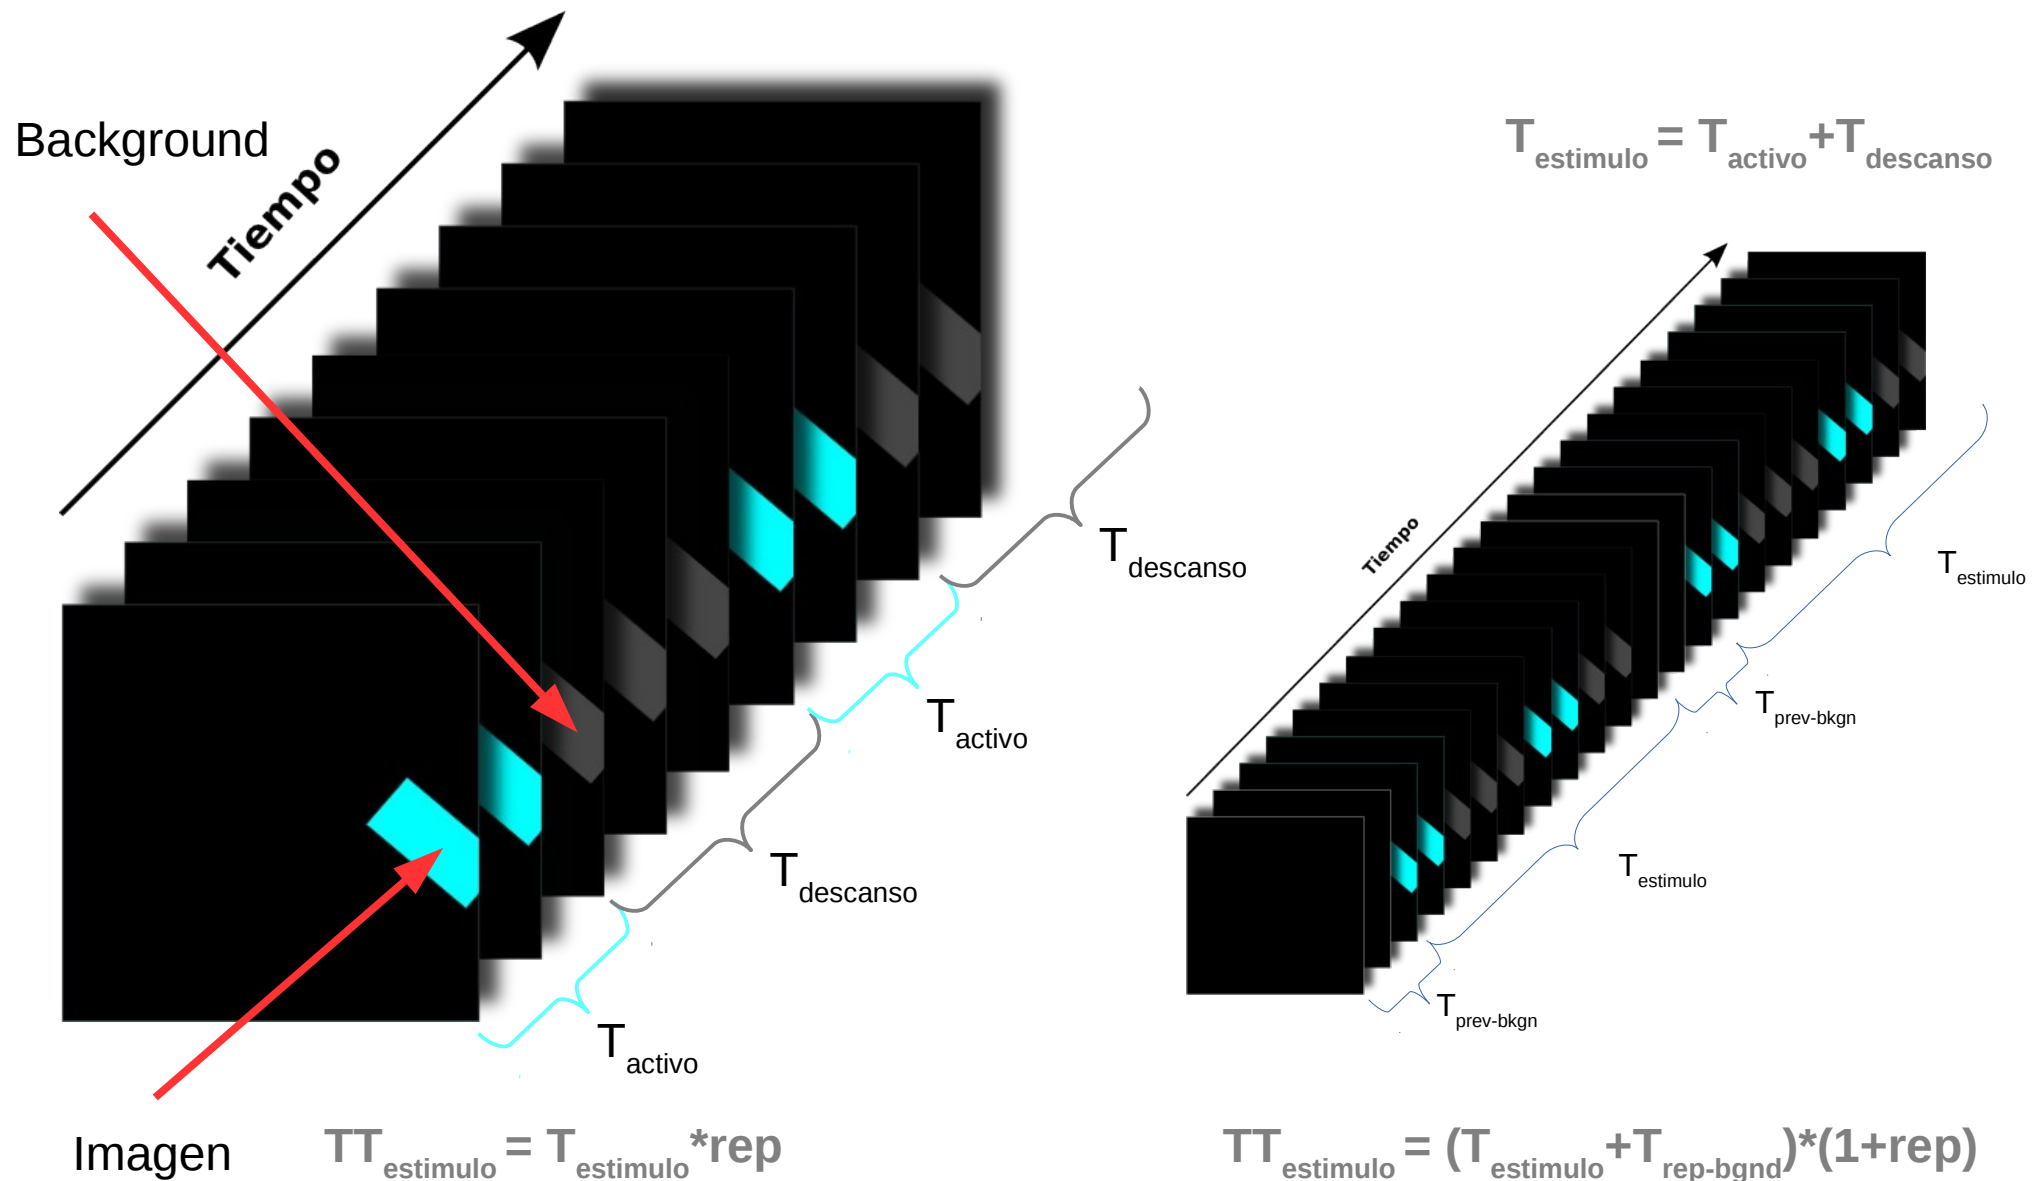 Background
Tiempo
T descanso
T activo
T descanso
T activo
Imagen
TT estimulo = T estimulo *rep
T estimulo = T activo +T descanso
Tiempo
T estimulo
T prev-bkgn
T estimulo
T prev-bkgn
TT estimulo = (T estimulo +T rep-bgnd )*(1+rep)